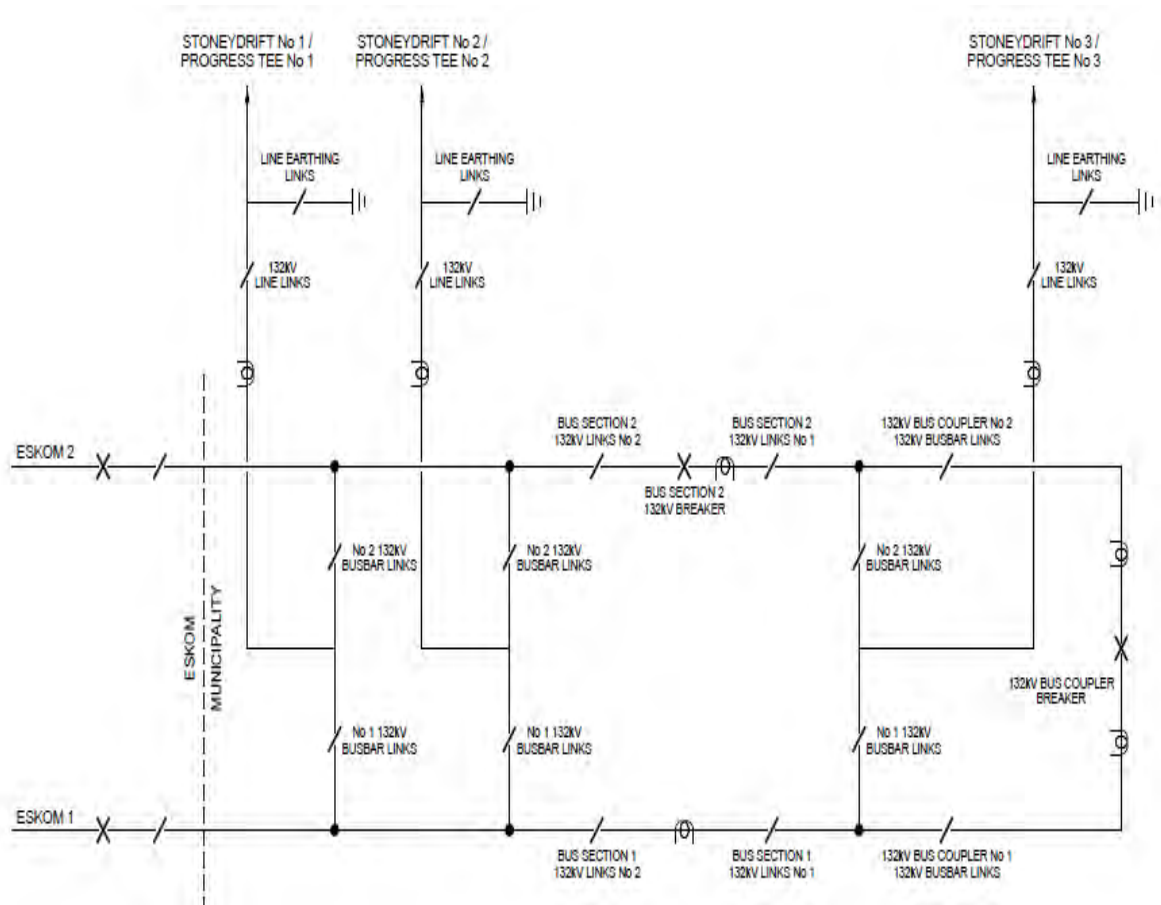 STONEYDRIFT No 1 /
PROGRESS TEE No 1
STONEYDRIFT No 2 /
PROGRESS TEE No 2
STONEYDRIFT No 3 /
PROGRESS TEE No 3
LINE EARTHING
LINKS
LINE EARTHING
LINKS
LINE EARTHING
LINKS
132kV
LINE LINKS
132kV
LINE LINKS
132kV
LINE LINKS
BUS SECTION 2
132kV LINKS No 2
BUS SECTION 2
132kV LINKS No 1
132kV BUS COUPLER No 2
132kV BUSBAR LINKS
ESKOM 2
BUS SECTION 2
132kV BREAKER
No 2 132kV
BUSBAR LINKS
No 2 132kV
BUSBAR LINKS
No 2 132kV
BUSBAR LINKS
ESKOM
MUNICIPALITY
132kV BUS COUPLER
BREAKER
No 1 132kV
BUSBAR LINKS
No 1 132kV
BUSBAR LINKS
No 1 132kV
BUSBAR LINKS
ESKOM 1
BUS SECTION 1
132kV LINKS No 2
BUS SECTION 1
132kV LINKS No 1
132kV BUS COUPLER No 1
132kV BUSBAR LINKS